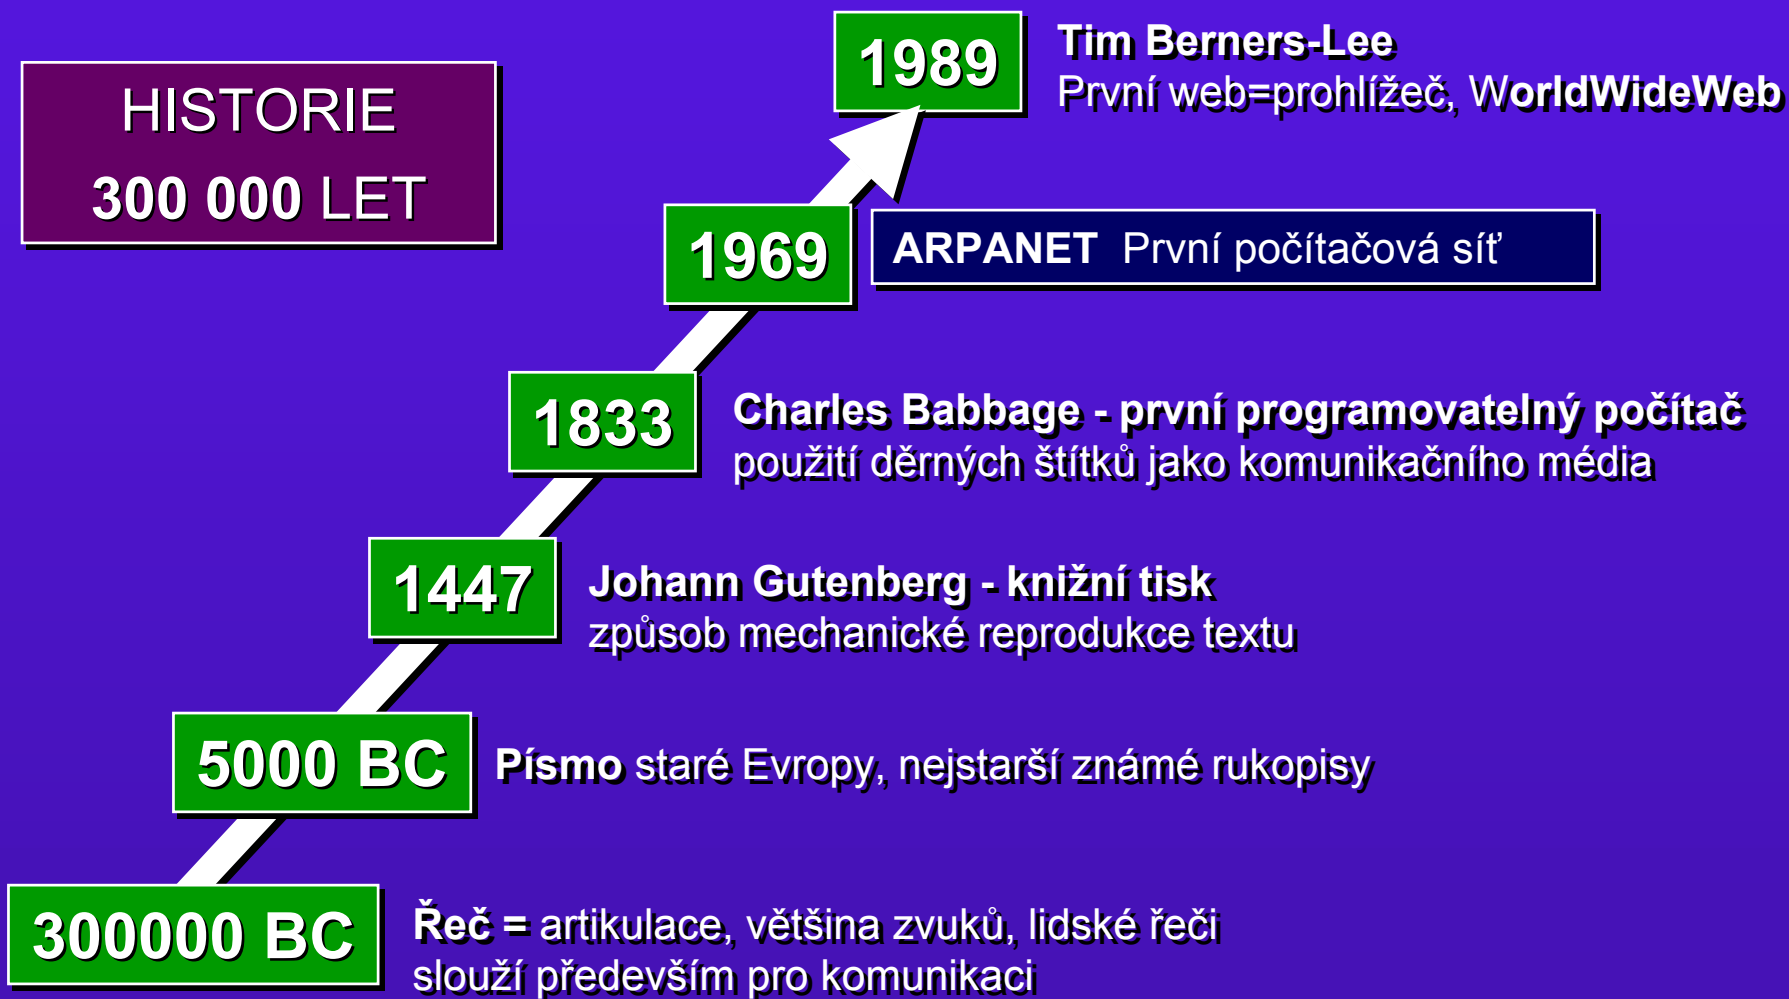 HISTORIE
300 000 LET
1989
Tim Berners-Lee
První web=prohlížeč, WorldWideWeb
1969
ARPANET První počítačová síť
1833
Charles Babbage - první programovatelný počítač
použití děrných štítků jako komunikačního média
1447
Johann Gutenberg - knižní tisk
způsob mechanické reprodukce textu
5000 BC
Písmo staré Evropy, nejstarší známé rukopisy
300000 BC
Řeč = artikulace, většina zvuků, lidské řeči
slouží především pro komunikaci